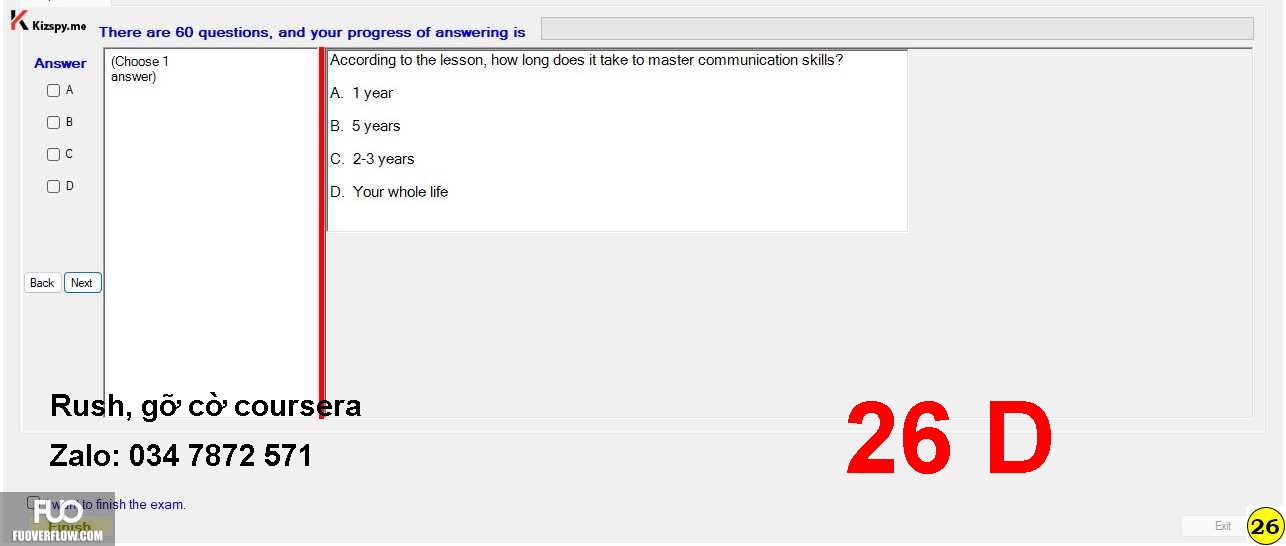 Kizspy.me
There are 60 questions, and your progress of answering is
Answer
A
B
C
D
(Choose 1
answer)
According to the lesson, how long does it take to master communication skills?
A. 1 year
B. 5 years
C. 2-3 years
D. Your whole life
Back Next
Rush, gỡ cờ coursera
Zalo: 034 7872 571
26 D
I want to finish the exam.
Finish
FUO
FUOVERFLOW.COM
Exit
26